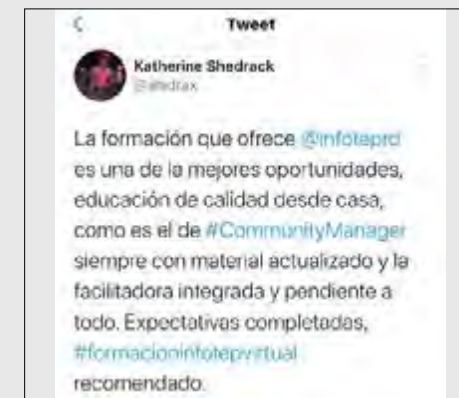 Tweet
Katherine Shedrack
@shedrax
La formación que ofrece @infoteprd
es una de la mejores oportunidades,
educación de calidad desde casa,
como es el de #CommunityManager
siempre con material actualizado y la
facilitadora integrada y pendiente a
todo. Expectativas completadas,
#formacioninfotepvirtual
recomendado.